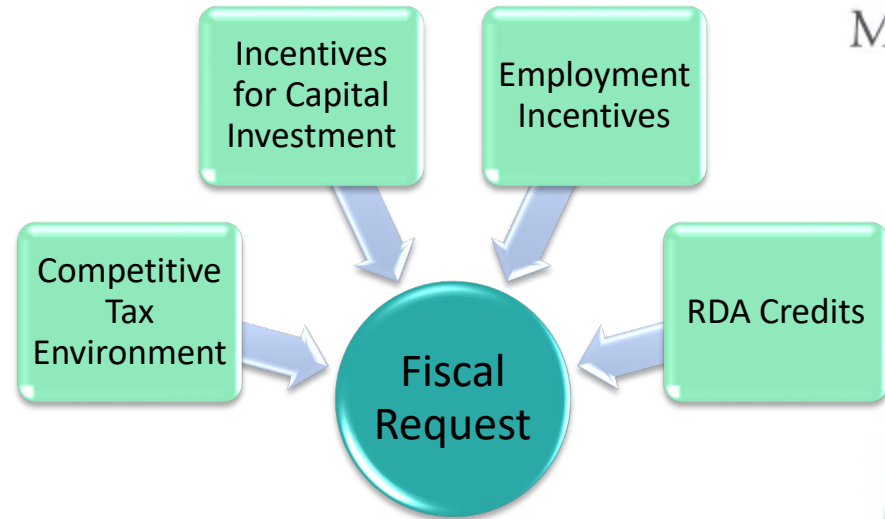 Incentives
for Capital
Investment
Employment
Incentives
Competitive
Tax
Environment
RDA Credits
Fiscal
Request
M